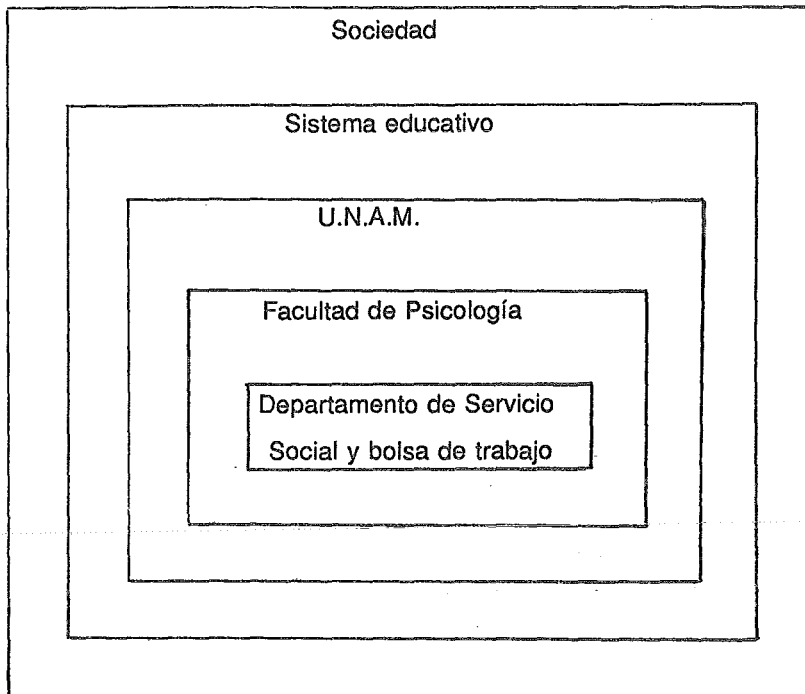 Sociedad
Sistema educativo
U.N.A.M.
Facultad de Psicología
Departamento de Servicio
Social y bolsa de trabajo